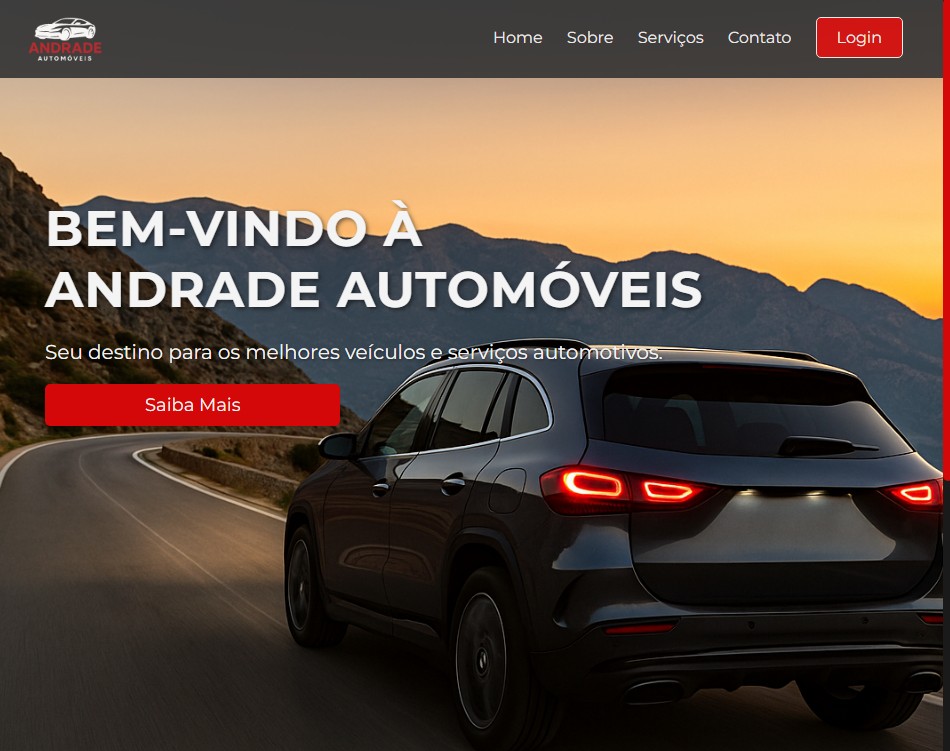 ANDRADE
AUTOMÓVEIS
Home
Sobre
Serviços
Contato
Login
BEM-VINDO À
ANDRADE AUTOMÓVEIS
Seu destino para os melhores veículos e serviços automotivos.
Saiba Mais